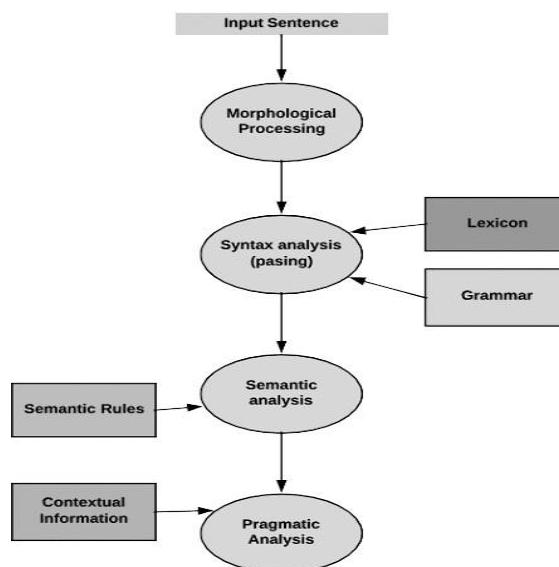 Input Sentence
Morphological
Processing
Syntax analysis
(pasing)
Lexicon
Grammar
Semantic
analysis
Semantic Rules
Contextual
Information
Pragmatic
Analysis